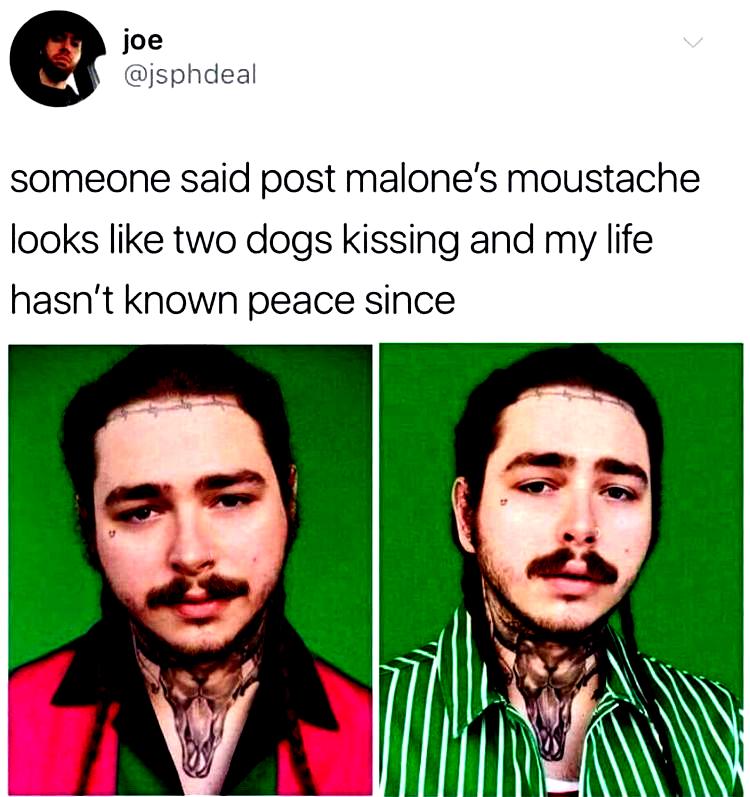 joe
@jsphdeal
someone said post malone's moustache
looks like two dogs kissing and my life
hasn't known peace since